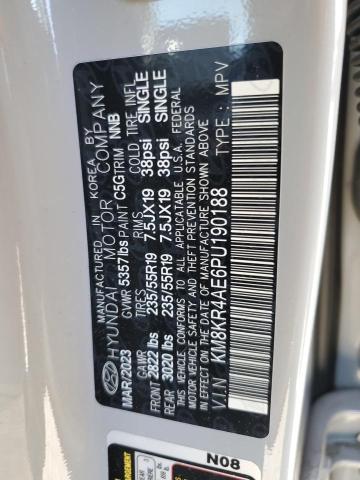 MANUFACTURED IN KOREA BY
HYUNDAI MOTOR COMPANY
MAR/2023 GVWR 5357lbs PAINT C5G TRIM NNB
GAWR TIRES RIMS COLD TIRE INFL.
FRONT 2822 lbs 235/55R19 7.5JX19 38psi SINGLE
REAR 3020 lbs 235/55R19 7.5JX19 38psi SINGLE
THIS VEHICLE CONFORMS TO ALL APPLICABLE U.S.A. FEDERAL
MOTOR VEHICLE SAFETY AND THEFT PREVENTION STANDARDS
IN EFFECT ON THE DATE OF MANUFACTURE SHOWN ABOVE
V.I.N : KM8KR4AE6PU190188 TYPE : MPV
N08